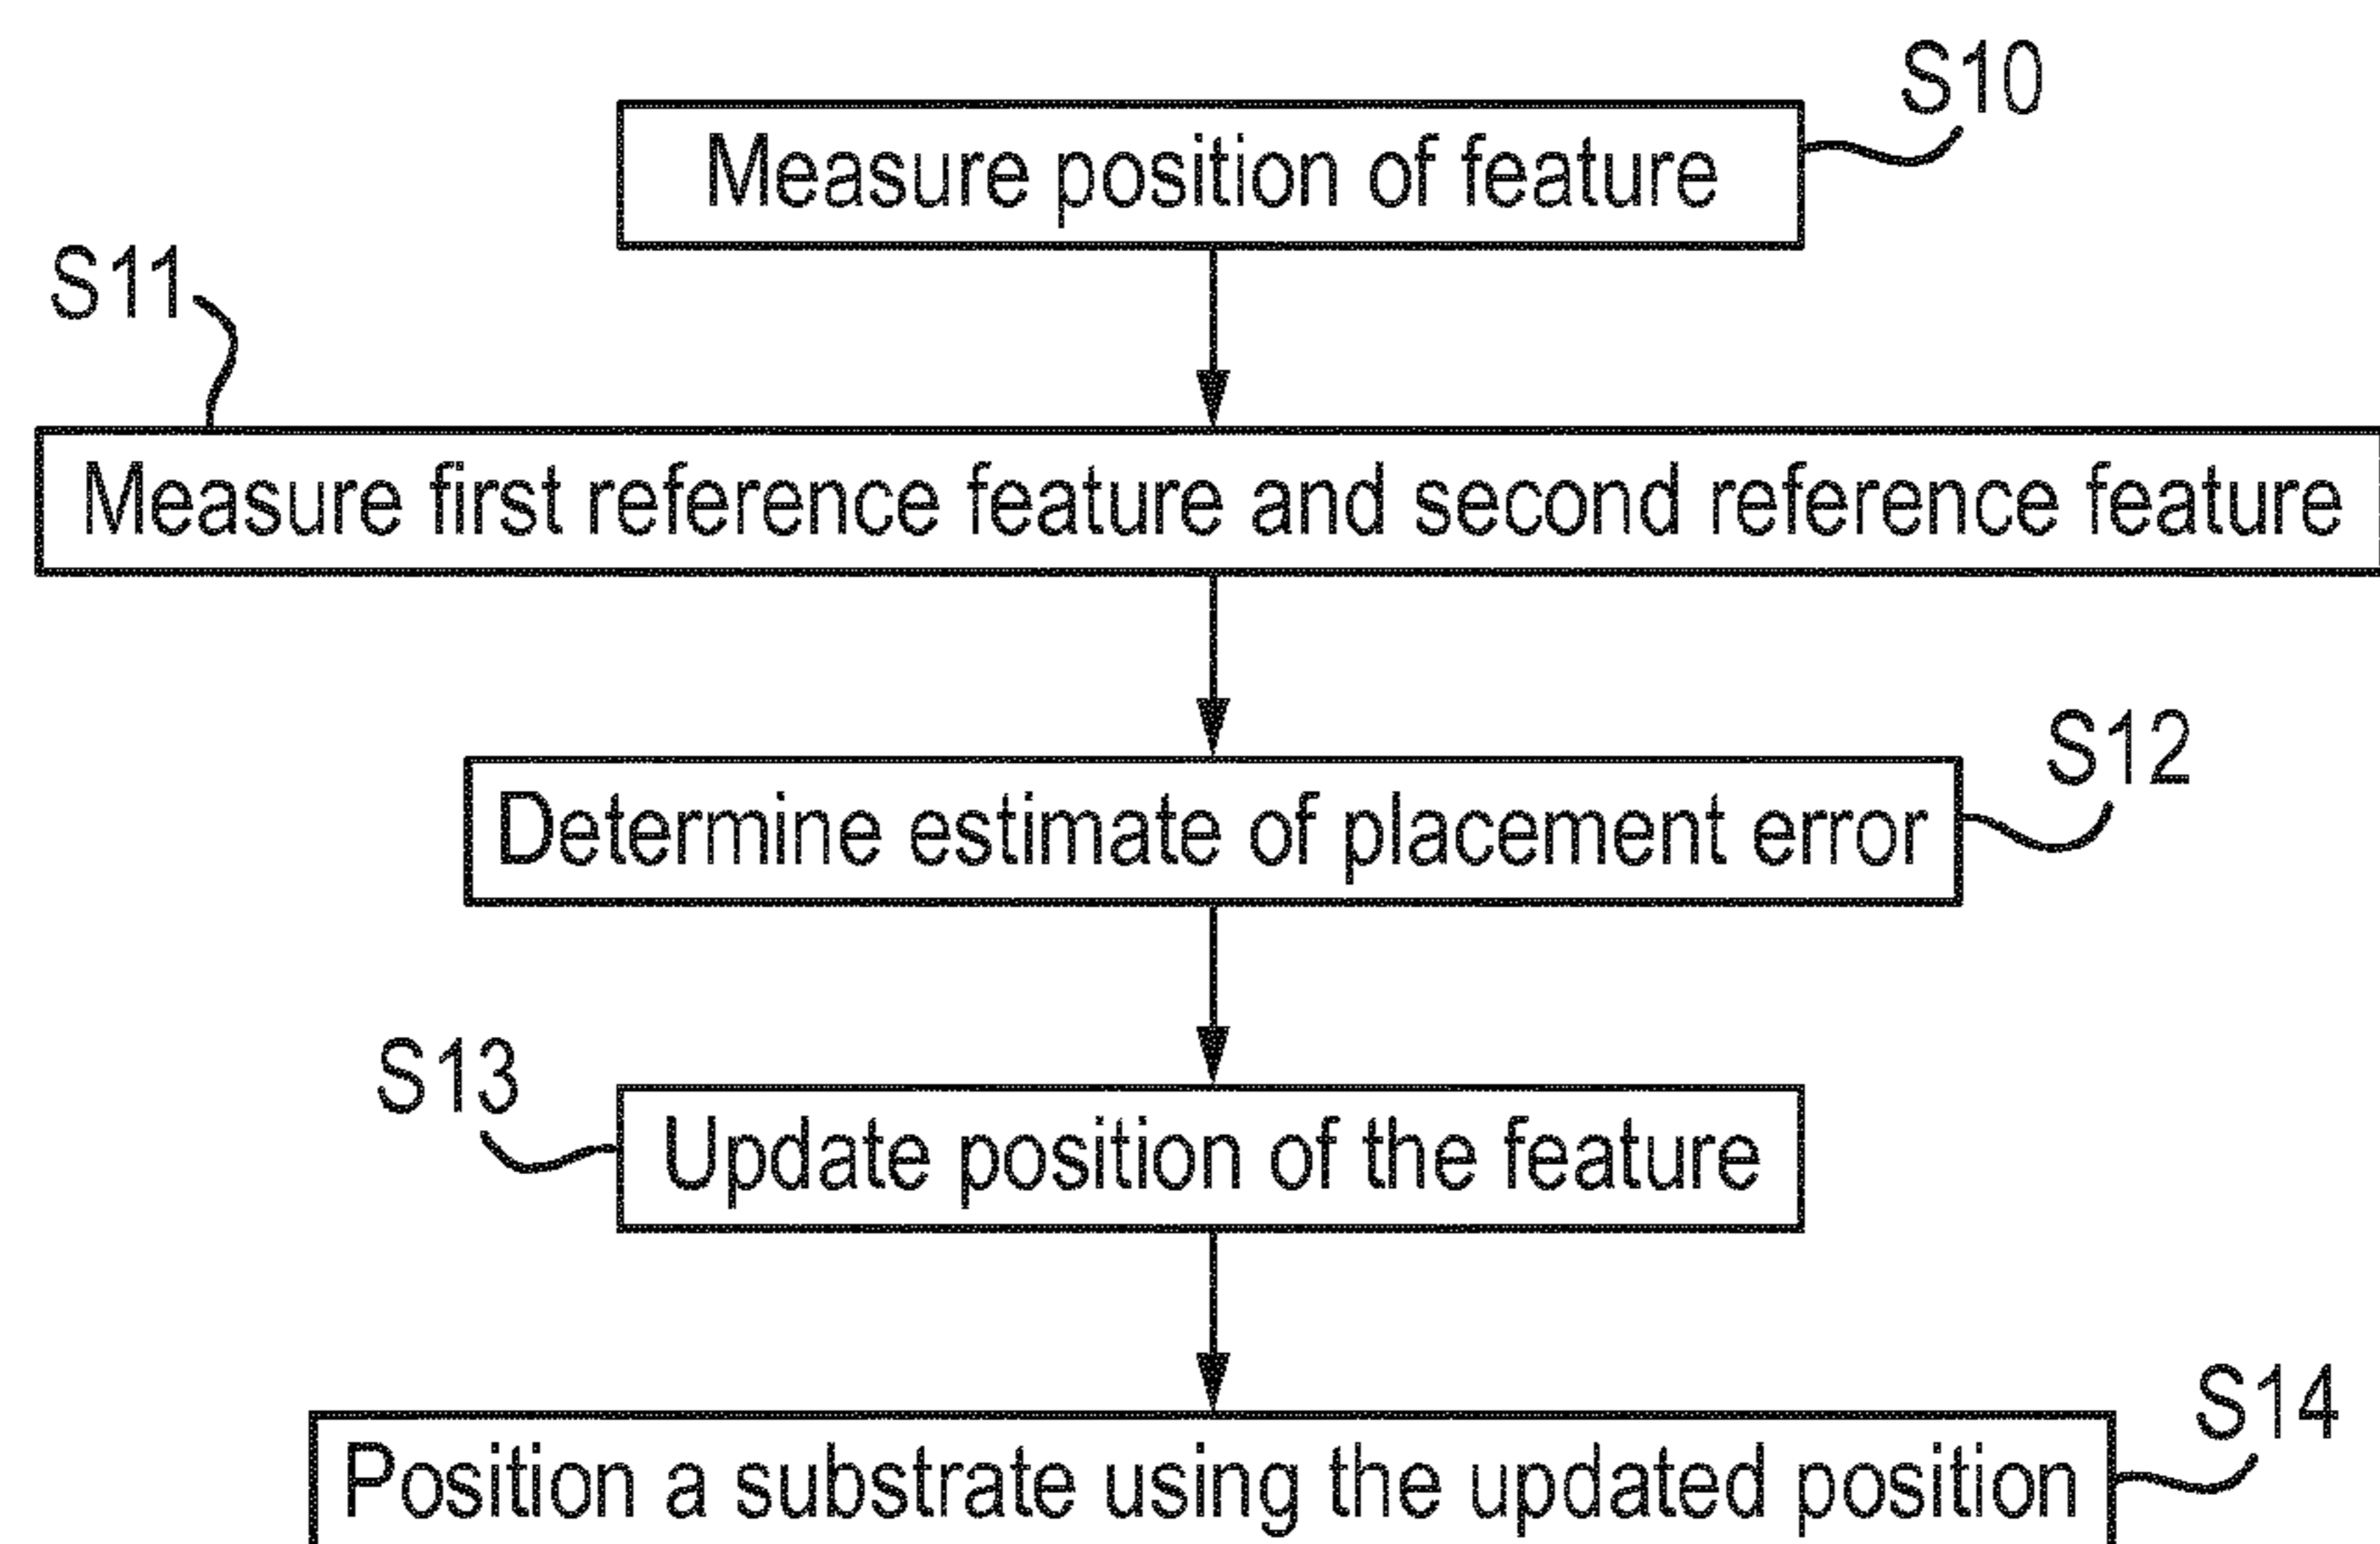 S10
Measure position of feature
S11
Measure first reference feature and second reference feature
S12
Determine estimate of placement error
S13
Update position of the feature
S14
Position a substrate using the updated position